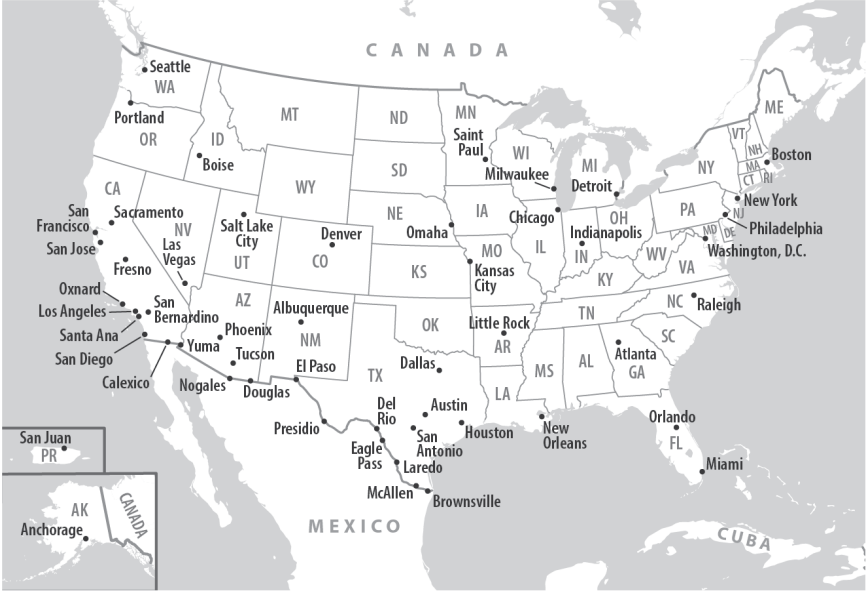 CANADA
Seattle
WA
Portland
OR
ID
Boise
MT
ND
MN
Saint
Paul
SD
WI
Milwaukee
MI
Detroit
ME
VT
NH
Boston
MA
CT
RI
NY
New York
NJ
Philadelphia
PA
MD
DE
Washington, D.C.
WY
NE
IA
Omaha
Chicago
OH
Indianapolis
IN
IL
CA
San
Francisco
Sacramento
NV
Las
Vegas
Salt Lake
City
UT
Denver
CO
KS
MO
Kansas
City
WV
VA
KY
San Jose
Fresno
Oxnard
Los Angeles
San
Bernardino
Santa Ana
San Diego
Calexico
Yuma
AZ
Phoenix
Tucson
Nogales
Douglas
Albuquerque
NM
El Paso
OK
Little Rock
AR
TN
NC
Raleigh
SC
Atlanta
GA
AL
MS
LA
TX
Dallas
Austin
Houston
San
Antonio
Del
Rio
Presidio
Eagle
Pass
Laredo
McAllen
Brownsville
New
Orleans
Orlando
FL
Miami
San Juan
PR
AK
CANADA
Anchorage
MEXICO
CUBA